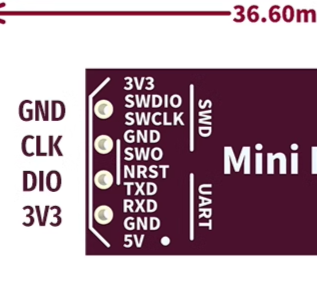 36.60m
3V3
SWDIO
SWCLK
GND
SWO
NRST
TXD
RXD
GND
5V
SWD
UART
GND
CLK
DIO
3V3
Mini